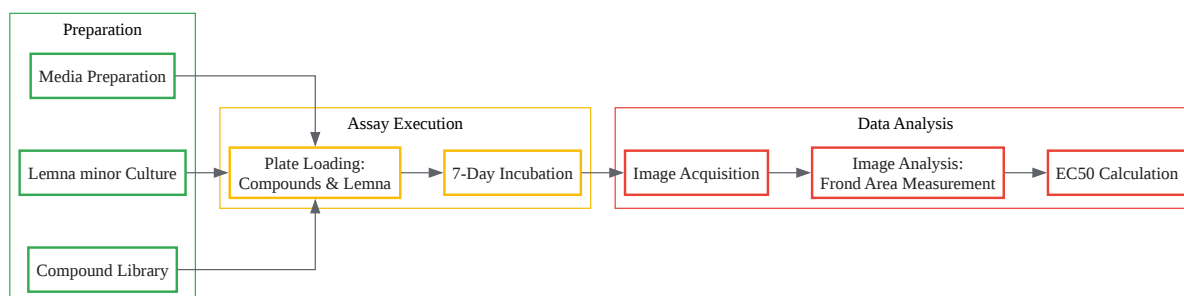 Preparation
Media Preparation
Lemna minor Culture
Compound Library
Assay Execution
Plate Loading:
Compounds & Lemna
7-Day Incubation
Data Analysis
Image Acquisition
Image Analysis:
Frond Area Measurement
EC50 Calculation